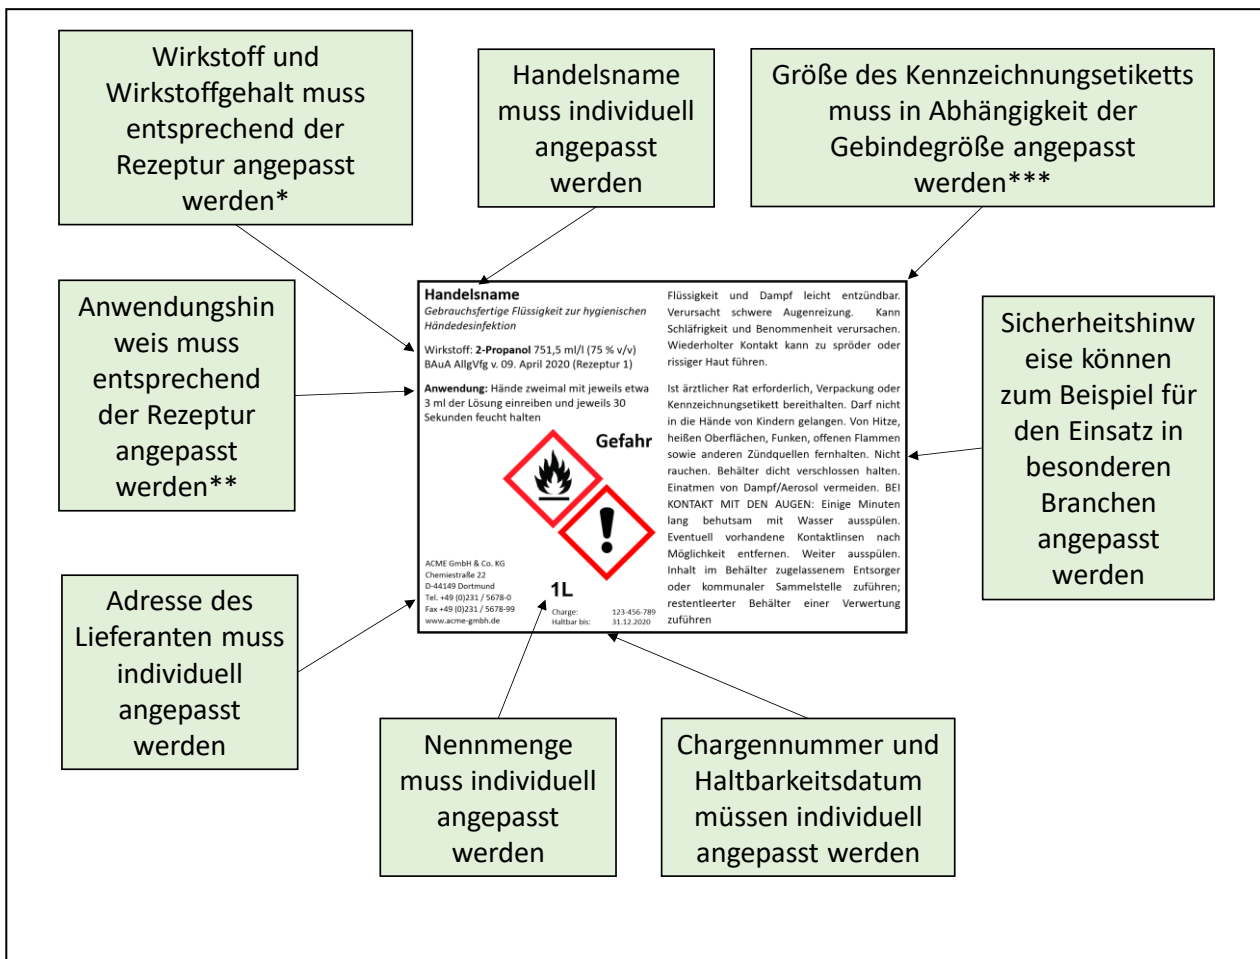 Wirkstoff und
Wirkstoffgehalt muss
entsprechend der
Rezeptur angepasst
werden*
Handelsname
muss individuell
angepasst
werden
Größe des Kennzeichnungsetiketts
muss in Abhängigkeit der
Gebindegröße angepasst
werden***
Anwendungshin
weis muss
entsprechend
der Rezeptur
angepasst
werden**
Handelsname
Gebrauchsfertige Flüssigkeit zur hygienischen
Händedesinfektion
Wirkstoff: 2-Propanol 751,5 ml/l (75 % v/v)
BAuA AllgVfg v. 09. April 2020 (Rezeptur 1)
Anwendung: Hände zweimal mit jeweils etwa
3 ml der Lösung einreiben und jeweils 30
Sekunden feucht halten
Gefahr
ACME GmbH & Co. KG
Chemiestraße 22
D-44149 Dortmund
Tel. +49 (0)231 / 5678-0
Fax +49 (0)231 / 5678-99
www.acme-gmbh.de
1L
Charge: 123-456-789
Haltbar bis: 31.12.2020
Flüssigkeit und Dampf leicht entzündbar.
Verursacht schwere Augenreizung. Kann
Schläfrigkeit und Benommenheit verursachen.
Wiederholter Kontakt kann zu spröder oder
rissiger Haut führen.
Ist ärztlicher Rat erforderlich, Verpackung oder
Kennzeichnungsetikett bereithalten. Darf nicht
in die Hände von Kindern gelangen. Von Hitze,
heißen Oberflächen, Funken, offenen Flammen
sowie anderen Zündquellen fernhalten. Nicht
rauchen. Behälter dicht verschlossen halten.
Einatmen von Dampf/Aerosol vermeiden. BEI
KONTAKT MIT DEN AUGEN: Einige Minuten
lang behutsam mit Wasser ausspülen.
Eventuell vorhandene Kontaktlinsen nach
Möglichkeit entfernen. Weiter ausspülen.
Inhalt im Behälter zugelassenem Entsorger
oder kommunaler Sammelstelle zuführen;
restentleerter Behälter einer Verwertung
zuführen
Sicherheitshinw
eise können
zum Beispiel für
den Einsatz in
besonderen
Branchen
angepasst
werden
Adresse des
Lieferanten muss
individuell
angepasst
werden
Nennmenge
muss individuell
angepasst
werden
Chargennummer und
Haltbarkeitsdatum
müssen individuell
angepasst werden